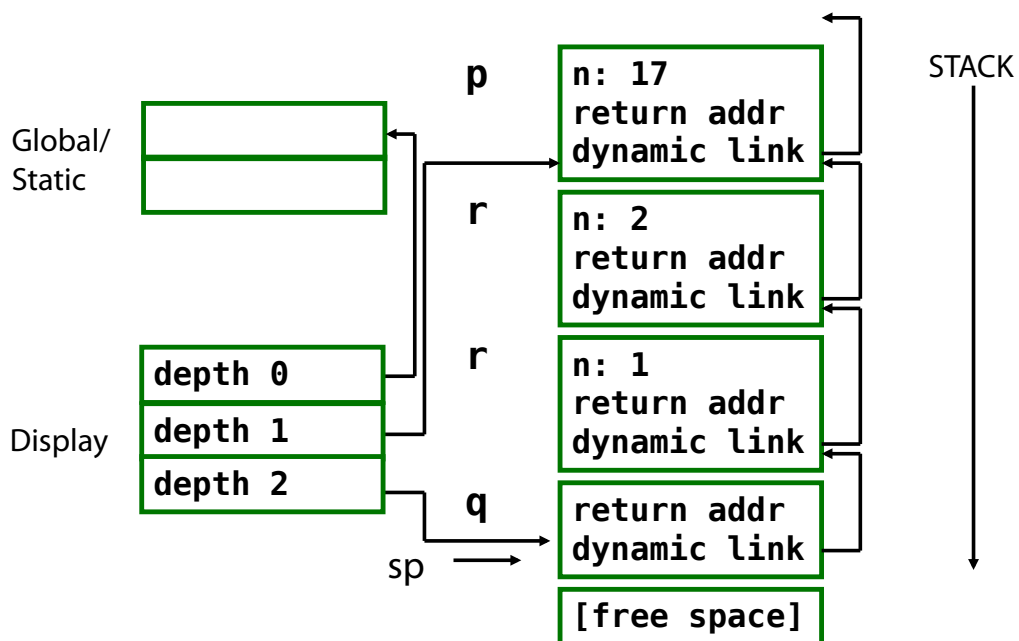 p
n: 17
return addr
dynamic link
STACK
Global/
Static
r
n: 2
return addr
dynamic link
r
n: 1
return addr
dynamic link
depth 0
Display
depth 1
depth 2
q
return addr
dynamic link
sp
[free space]